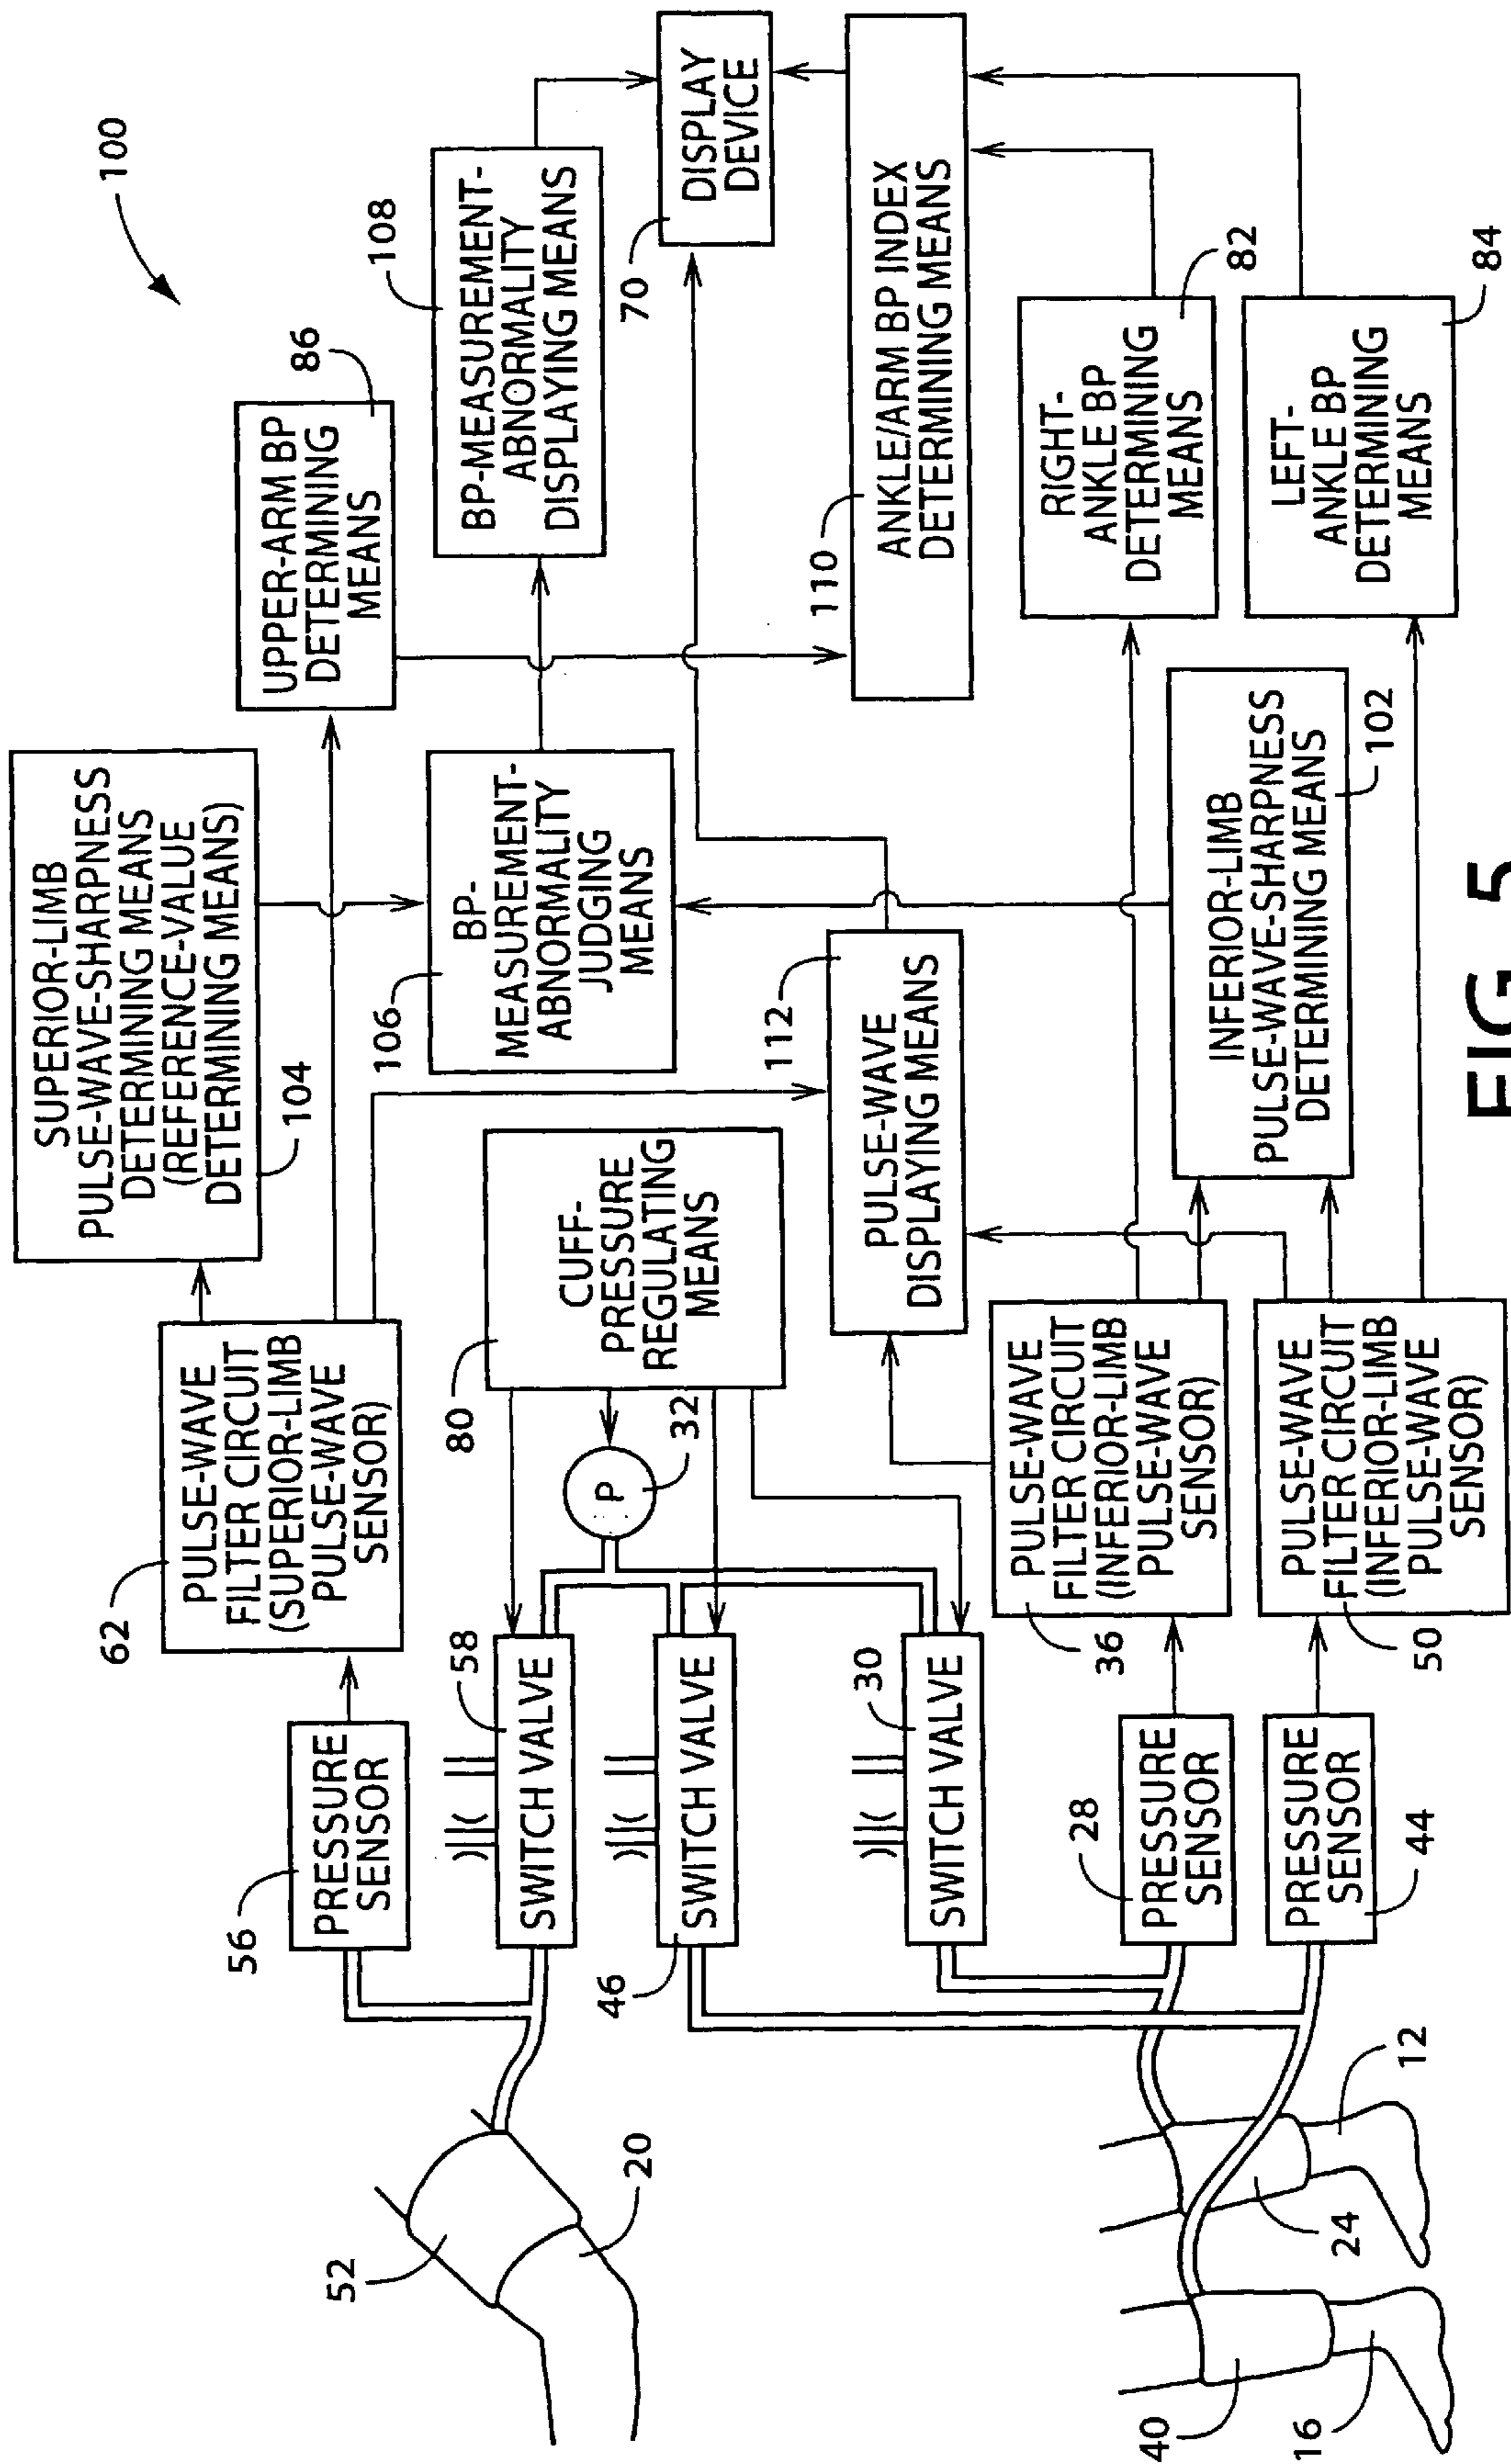 100
SUPERIOR-LIMB
PULSE-WAVE-SHARPNESS
DETERMINING MEANS
(REFERENCE-VALUE
DETERMINING MEANS)
104
UPPER-ARM BP
DETERMINING
MEANS
86
62
PULSE-WAVE
FILTER CIRCUIT
(SUPERIOR-LIMB
PULSE-WAVE
SENSOR)
56
PRESSURE
SENSOR
52
20
106
BP-
MEASUREMENT-
ABNORMALITY
JUDGING
MEANS
108
BP-MEASUREMENT-
ABNORMALITY
DISPLAYING MEANS
70
DISPLAY
DEVICE
80
CUFF-
PRESSURE
REGULATING
MEANS
P
32
58
SWITCH VALVE
46
SWITCH VALVE
30
SWITCH VALVE
112
PULSE-WAVE
DISPLAYING MEANS
110
ANKLE/ARM BP INDEX
DETERMINING MEANS
RIGHT-
ANKLE BP
DETERMINING
MEANS
82
LEFT-
ANKLE BP
DETERMINING
MEANS
84
INFERIOR-LIMB
PULSE-WAVE-SHARPNESS
DETERMINING MEANS
102
PULSE-WAVE
FILTER CIRCUIT
(INFERIOR-LIMB
PULSE-WAVE
SENSOR)
36
PULSE-WAVE
FILTER CIRCUIT
(INFERIOR-LIMB
PULSE-WAVE
SENSOR)
50
28
PRESSURE
SENSOR
PRESSURE
SENSOR
44
12
24
40
16
FIG. 5